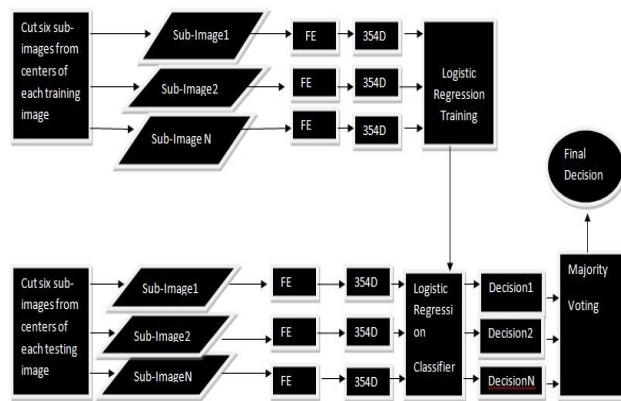 Cut six sub-
images from
centers of
each training
image
Sub-Image1
FE
354D
Sub-Image2
FE
354D
Sub-Image N
FE
354D
Logistic
Regression
Training
Final
Decision
Cut six sub-
images from
centers of
each testing
image
Sub-Image1
FE
354D
Sub-Image2
FE
354D
Sub-ImageN
FE
354D
Logistic
Regressi
on
Classifier
Decision1
Decision2
DecisionN
Majority
Voting